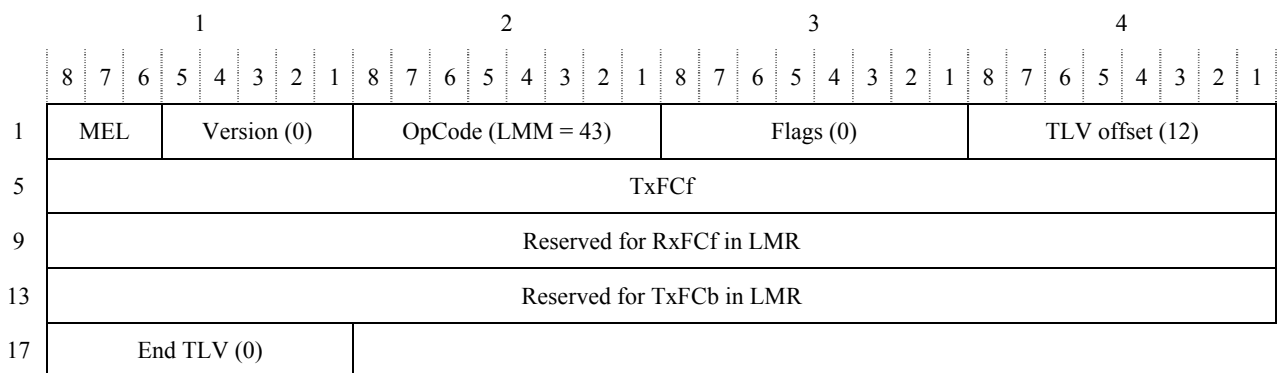 1 2 3 4
8 7 6 5 4 3 2 1 8 7 6 5 4 3 2 1 8 7 6 5 4 3 2 1 8 7 6 5 4 3 2 1
1 MEL Version (0) OpCode (LMM = 43) Flags (0) TLV offset (12)
5 TxFCf
9 Reserved for RxFCf in LMR
13 Reserved for TxFCb in LMR
17 End TLV (0)